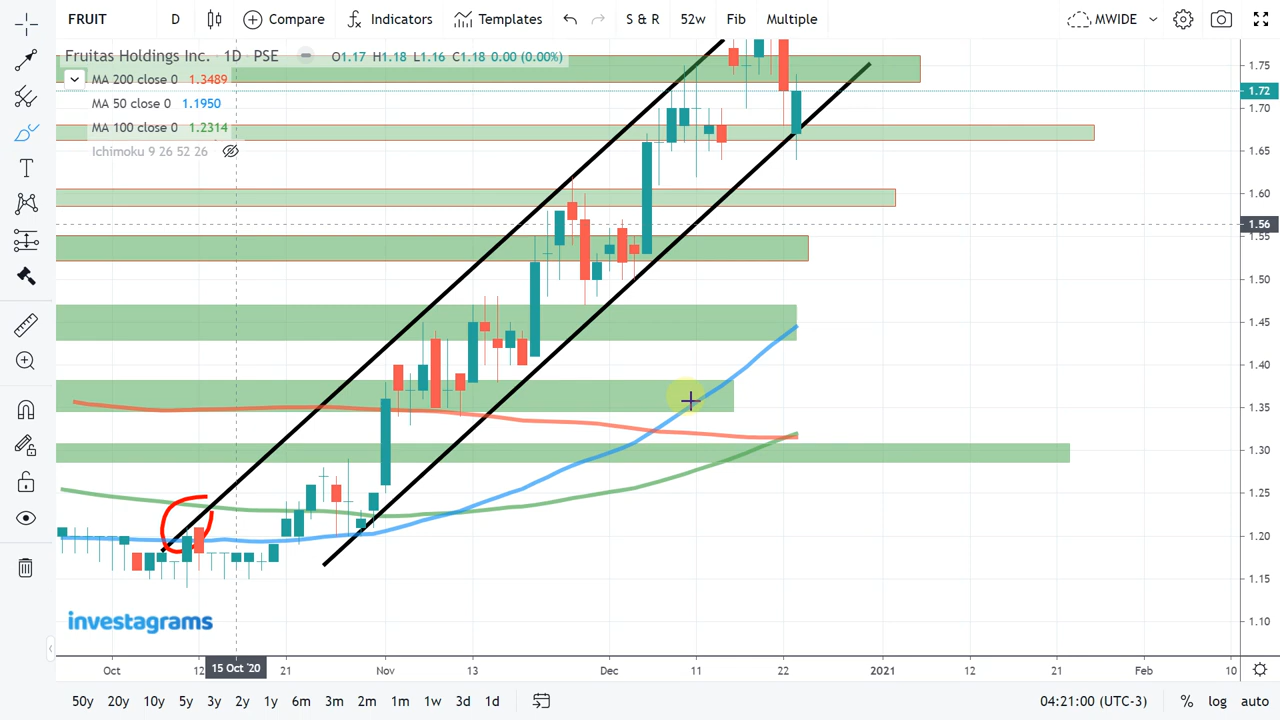 FRUIT D Compare Indicators Templates S & R 52w Fib Multiple MWIDE
Fruitas Holdings Inc. · 1D · PSE O1.17 H1.18 L1.16 C1.18 0.00 (0.00%)
MA 200 close 0 1.3489
MA 50 close 0 1.1950
MA 100 close 0 2.2314
Ichimoku 9 26 52 26
1.75
1.72
1.70
1.65
1.60
1.56
1.55
1.50
1.45
1.40
1.35
1.30
1.25
1.20
1.15
1.10
investagrams
Oct 12 15 Oct '20 21 Nov 13 Dec 11 22 2021 12 Feb 10
50y 20y 10y 5y 3y 2y 1y 6m 3m 2m 1m 1w 3d 1d 04:21:00 (UTC-3) % log auto